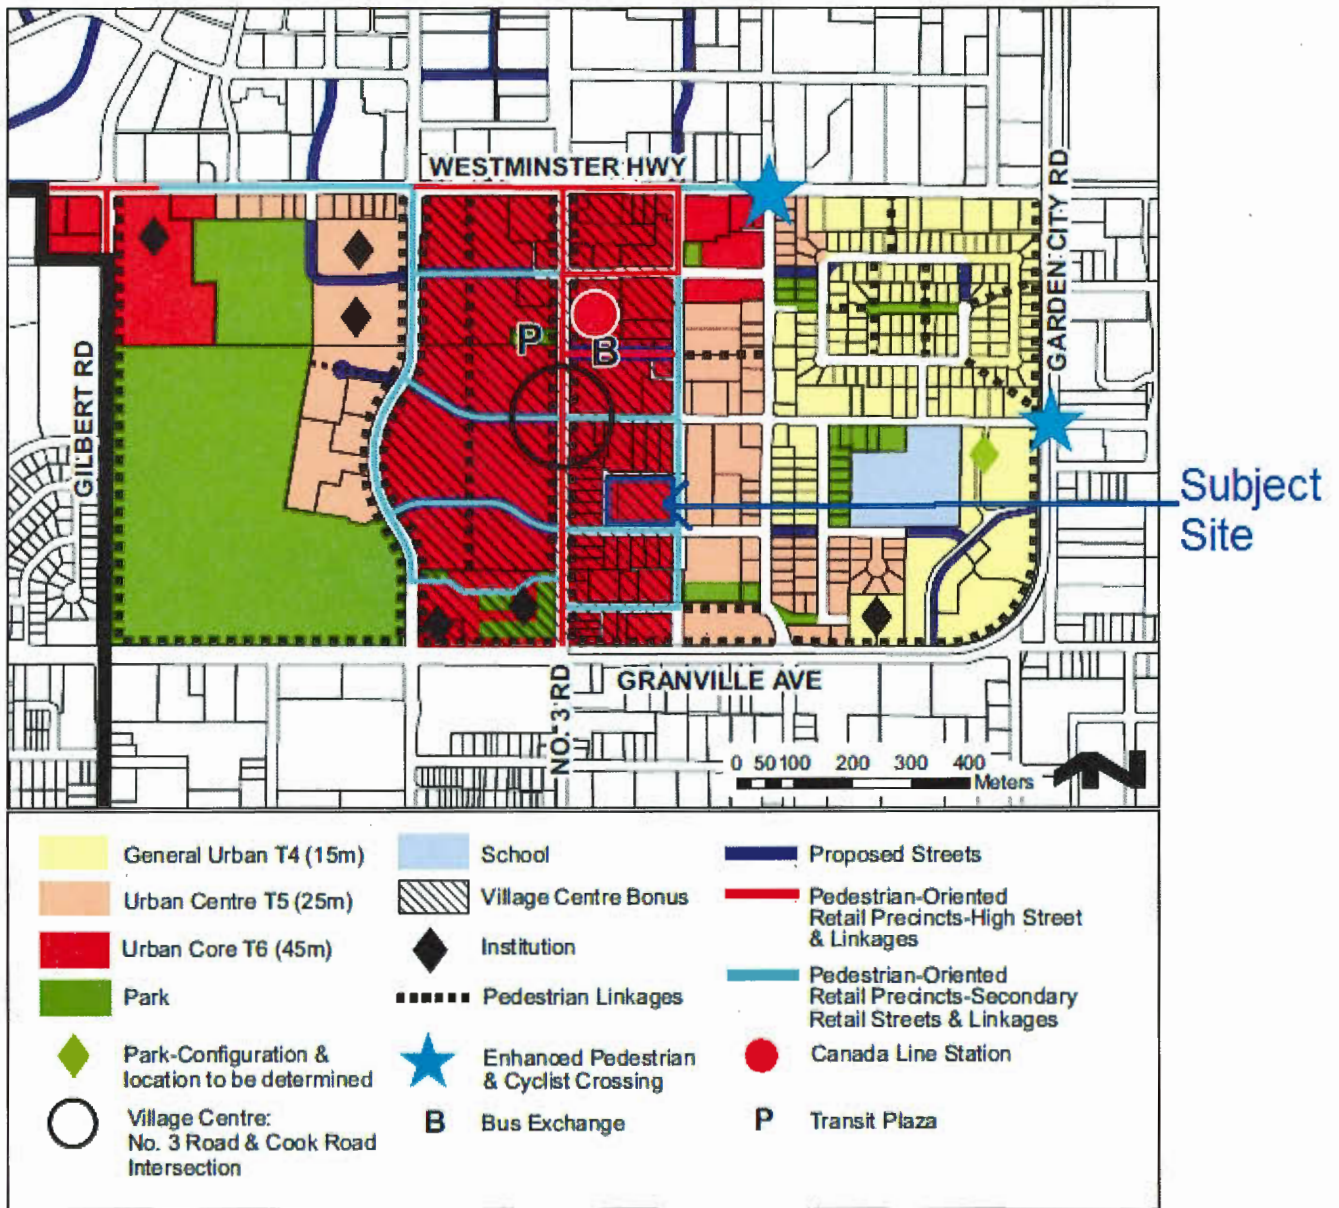 WESTMINSTER HWY
GARDEN CITY RD
GILBERT RD
P
B
Subject
Site
NO. 3 RD
GRANVILLE AVE
0 50 100 200 300 400
Meters
N
General Urban T4 (15m)
Urban Centre T5 (25m)
Urban Core T6 (45m)
Park
Park-Configuration &
location to be determined
Village Centre:
No. 3 Road & Cook Road
Intersection
School
Village Centre Bonus
Institution
Pedestrian Linkages
Enhanced Pedestrian
& Cyclist Crossing
B Bus Exchange
Proposed Streets
Pedestrian-Oriented
Retail Precincts-High Street
& Linkages
Pedestrian-Oriented
Retail Precincts-Secondary
Retail Streets & Linkages
Canada Line Station
P Transit Plaza